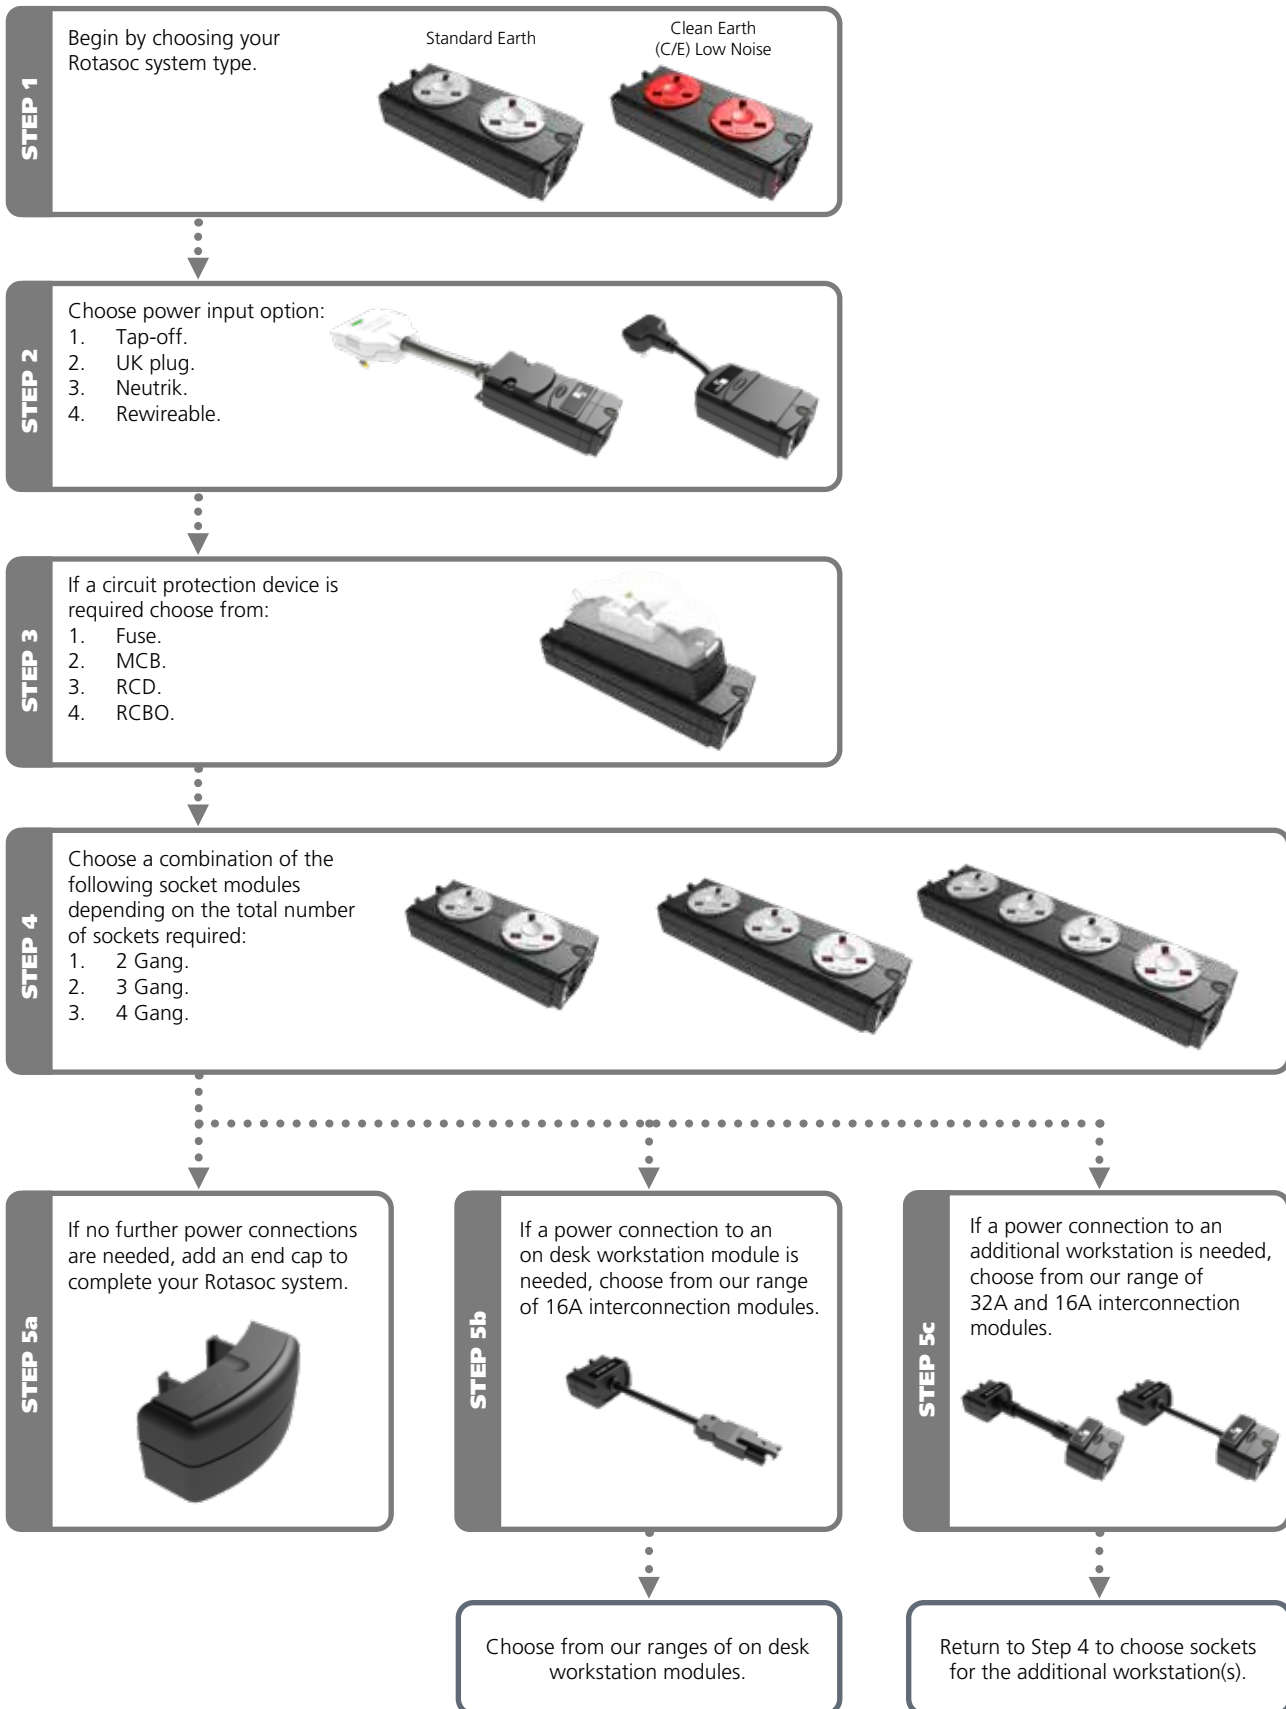 STEP 1
Begin by choosing your
Rotasoc system type.
Standard Earth
Clean Earth
(C/E) Low Noise
STEP 2
Choose power input option:
1. Tap-off.
2. UK plug.
3. Neutrik.
4. Rewireable.
STEP 3
If a circuit protection device is
required choose from:
1. Fuse.
2. MCB.
3. RCD.
4. RCBO.
STEP 4
Choose a combination of the
following socket modules
depending on the total number
of sockets required:
1. 2 Gang.
2. 3 Gang.
3. 4 Gang.
STEP 5a
If no further power connections
are needed, add an end cap to
complete your Rotasoc system.
STEP 5b
If a power connection to an
on desk workstation module is
needed, choose from our range
of 16A interconnection modules.
STEP 5c
If a power connection to an
additional workstation is needed,
choose from our range of
32A and 16A interconnection
modules.
Choose from our ranges of on desk
workstation modules.
Return to Step 4 to choose sockets
for the additional workstation(s).